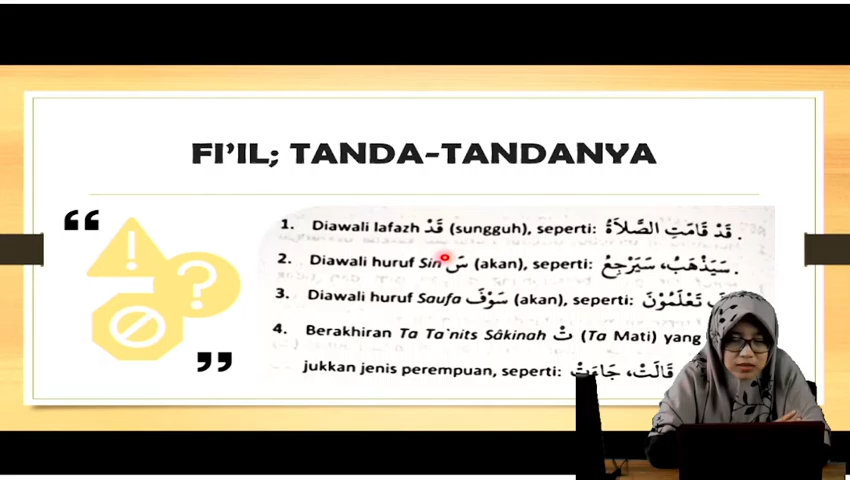 FI'IL; TANDA-TANDANYA
1. Diawali lafazh قَدْ (sungguh), seperti: قَدْ قَامَتِ الصَّلاَةُ .
2. Diawali huruf Sin سَ (akan), seperti: سَيَذْهَبُ، سَيَرْجِعُ .
3. Diawali huruf Saufa سَوْفَ (akan), seperti: تَعْلَمُوْنَ
4. Berakhiran Ta Ta`nits Sâkinah تْ (Ta Mati) yang
jukkan jenis perempuan, seperti: قَالَتْ، جَاءَتْ